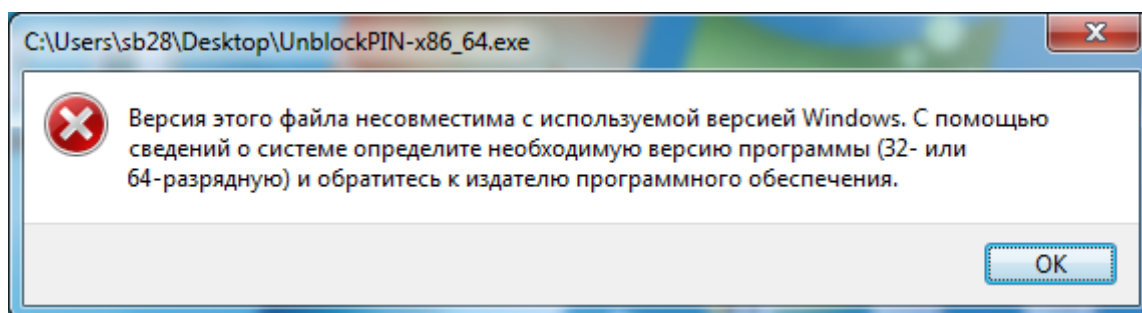 C:\Users\sb28\Desktop\UnblockPIN-x86_64.exe
Версия этого файла несовместима с используемой версией Windows. С помощью
сведений о системе определите необходимую версию программы (32- или
64-разрядную) и обратитесь к издателю программного обеспечения.
OK